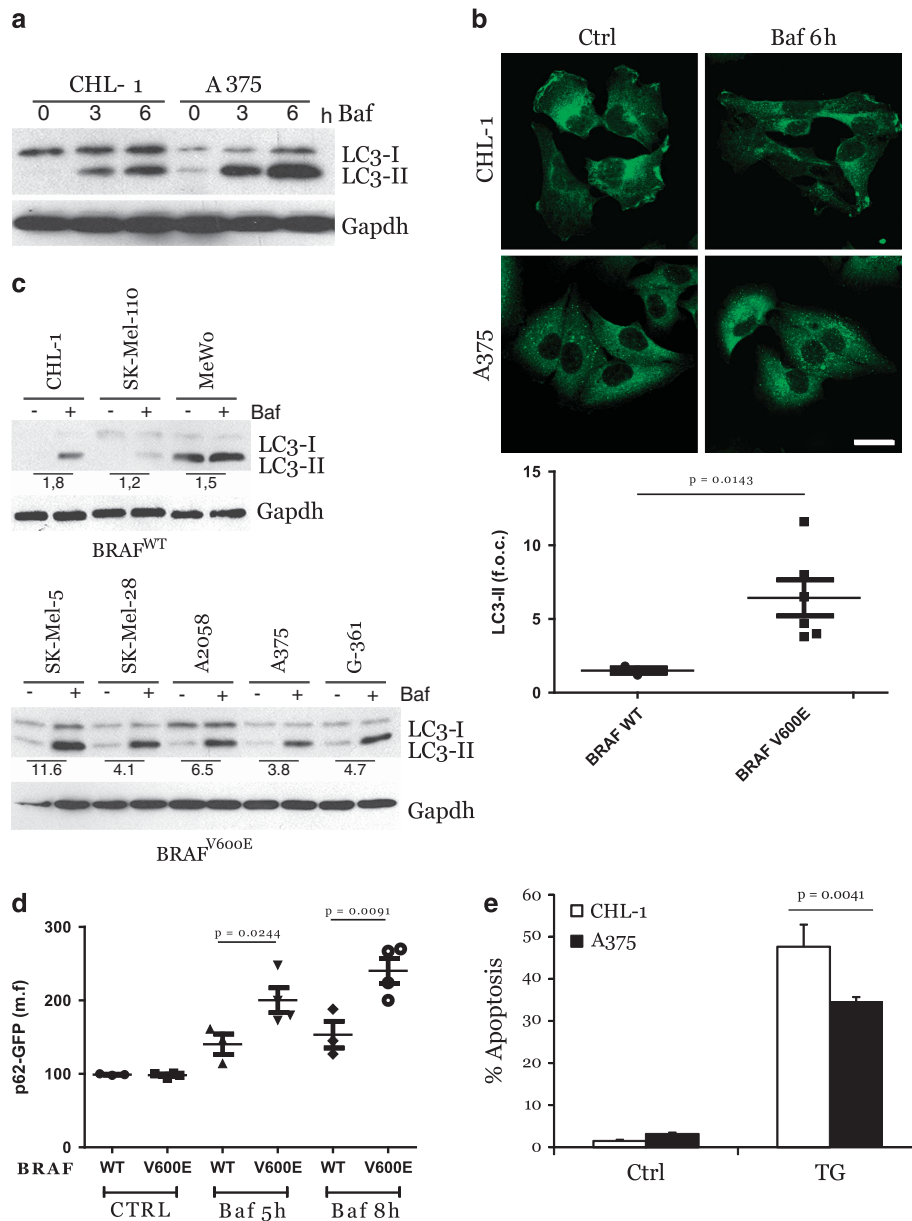 a
CHL- 1 A 375
0 3 6 0 3 6 h Baf
LC3-I
LC3-II
Gapdh
b
Ctrl Baf 6h
CHL-1
A375
15
10
5
0
LC3-II (f.o.c.)
p = 0.0143
BRAF WT BRAF V600E
c
CHL-1 SK-Mel-110 MeWo
- + - + - + Baf
LC3-I
LC3-II
1,8 1,2 1,5
Gapdh
BRAFWT
SK-Mel-5 SK-Mel-28 A2058 A375 G-361
- + - + - + - + - + Baf
LC3-I
LC3-II
11.6 4.1 6.5 3.8 4.7
Gapdh
BRAFV600E
d
300
200
100
0
p62-GFP (m.f)
p = 0.0244
p = 0.0091
BRAF WT V600E WT V600E WT V600E
CTRL Baf 5h Baf 8h
e
60
50
40
30
20
10
0
% Apoptosis
CHL-1
A375
p = 0.0041
Ctrl TG